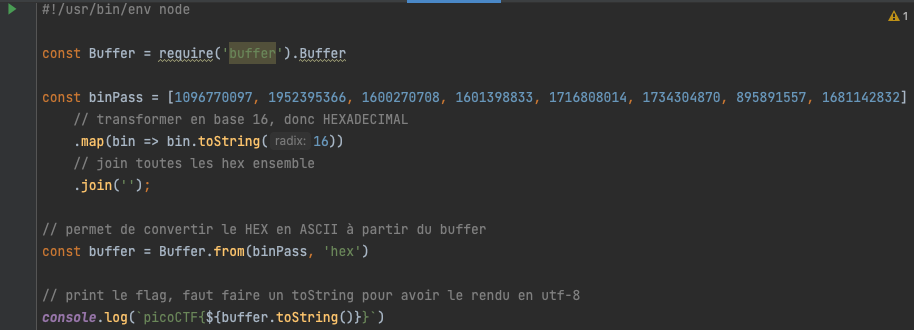 #!/usr/bin/env node
1
const Buffer = require('buffer').Buffer
const binPass = [1096770097, 1952395366, 1600270708, 1601398833, 1716808014, 1734304870, 895891557, 1681142832]
// transformer en base 16, donc HEXADECIMAL
.map(bin => bin.toString( radix: 16))
// join toutes les hex ensemble
.join('');
// permet de convertir le HEX en ASCII à partir du buffer
const buffer = Buffer.from(binPass, 'hex')
// print le flag, faut faire un toString pour avoir le rendu en utf-8
console.log(`picoCTF{${buffer.toString()}}`)